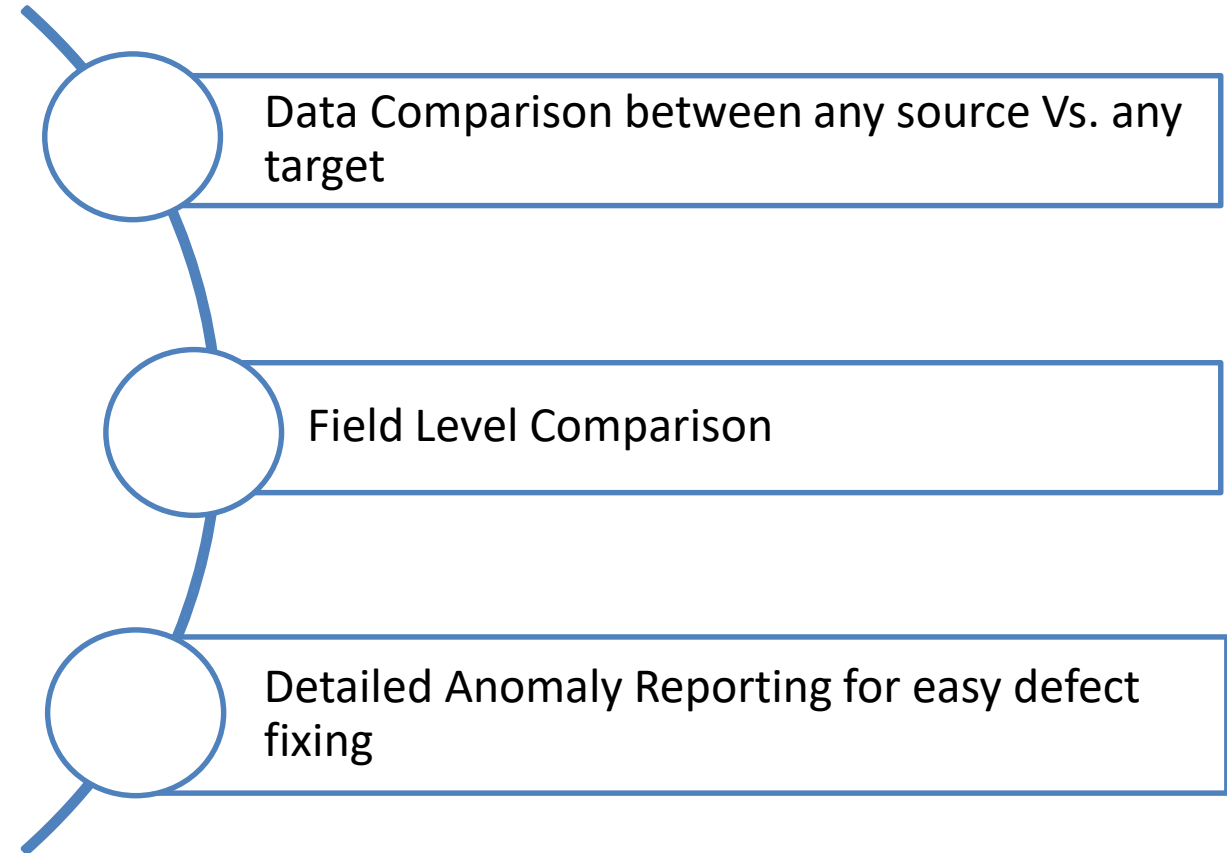 Data Comparison between any source Vs. any
target
Field Level Comparison
Detailed Anomaly Reporting for easy defect
fixing